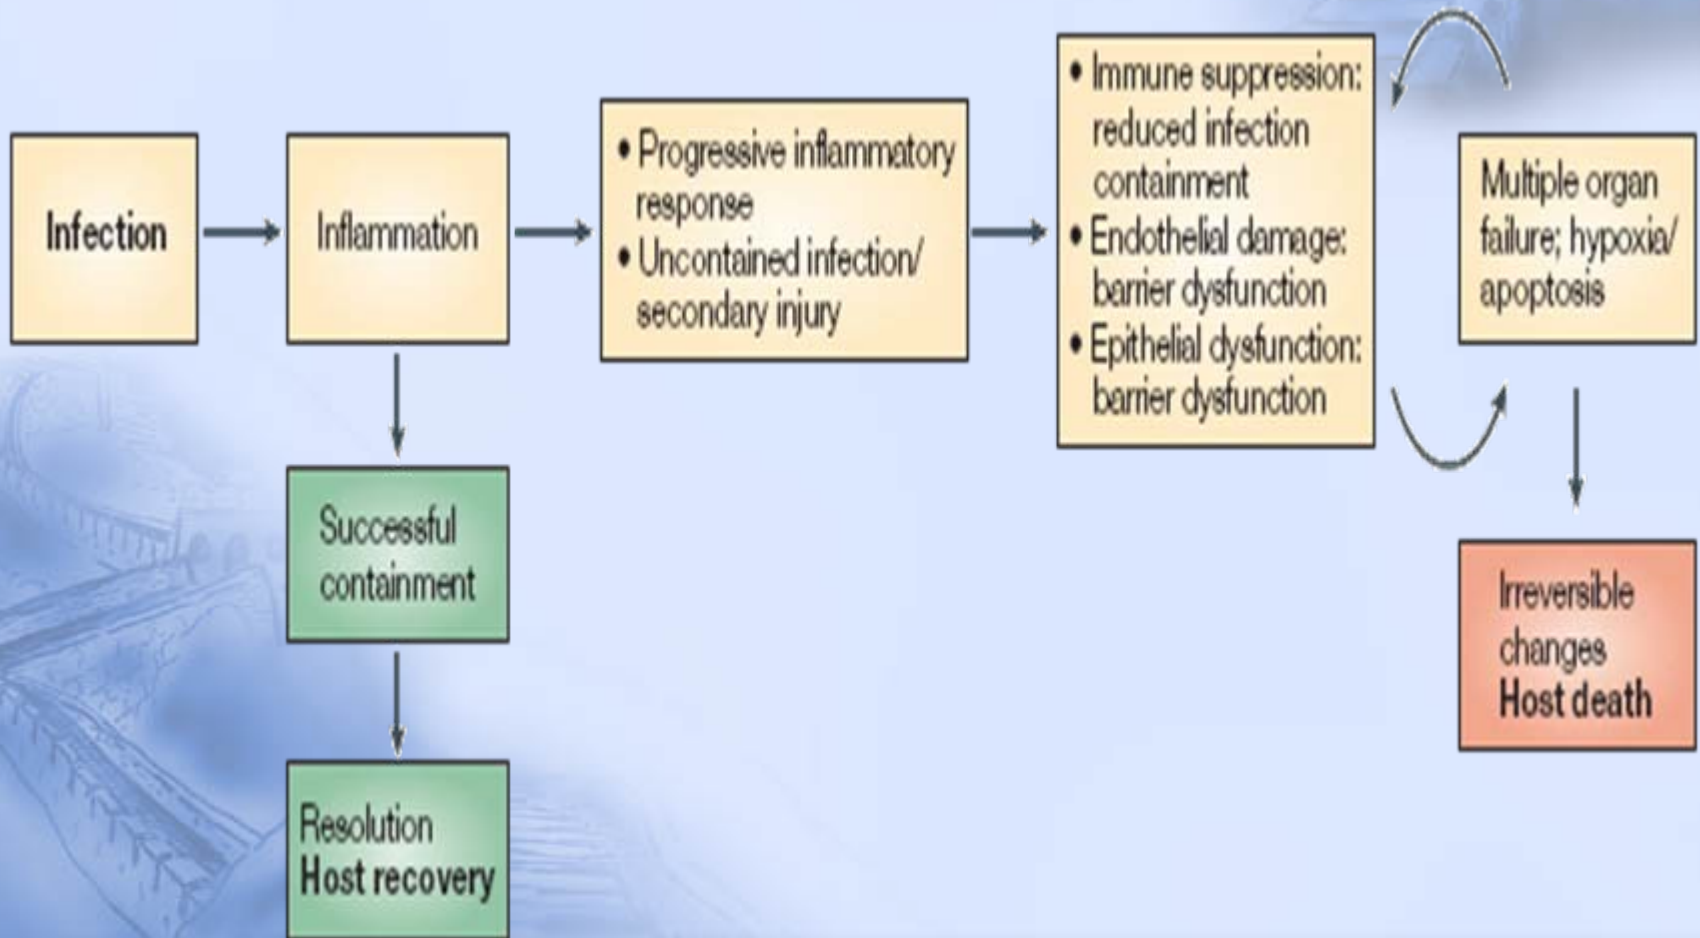 Infection
Inflammation
• Progressive inflammatory
response
• Uncontained infection/
secondary injury
• Immune suppression:
reduced infection
containment
• Endothelial damage:
barrier dysfunction
• Epithelial dysfunction:
barrier dysfunction
Multiple organ
failure; hypoxia/
apoptosis
Successful
containment
Resolution
Host recovery
Irreversible
changes
Host death